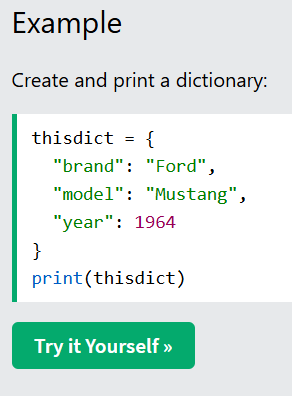 Example
Create and print a dictionary:
thisdict = {
  "brand": "Ford",
  "model": "Mustang",
  "year": 1964
}
print(thisdict)
Try it Yourself »